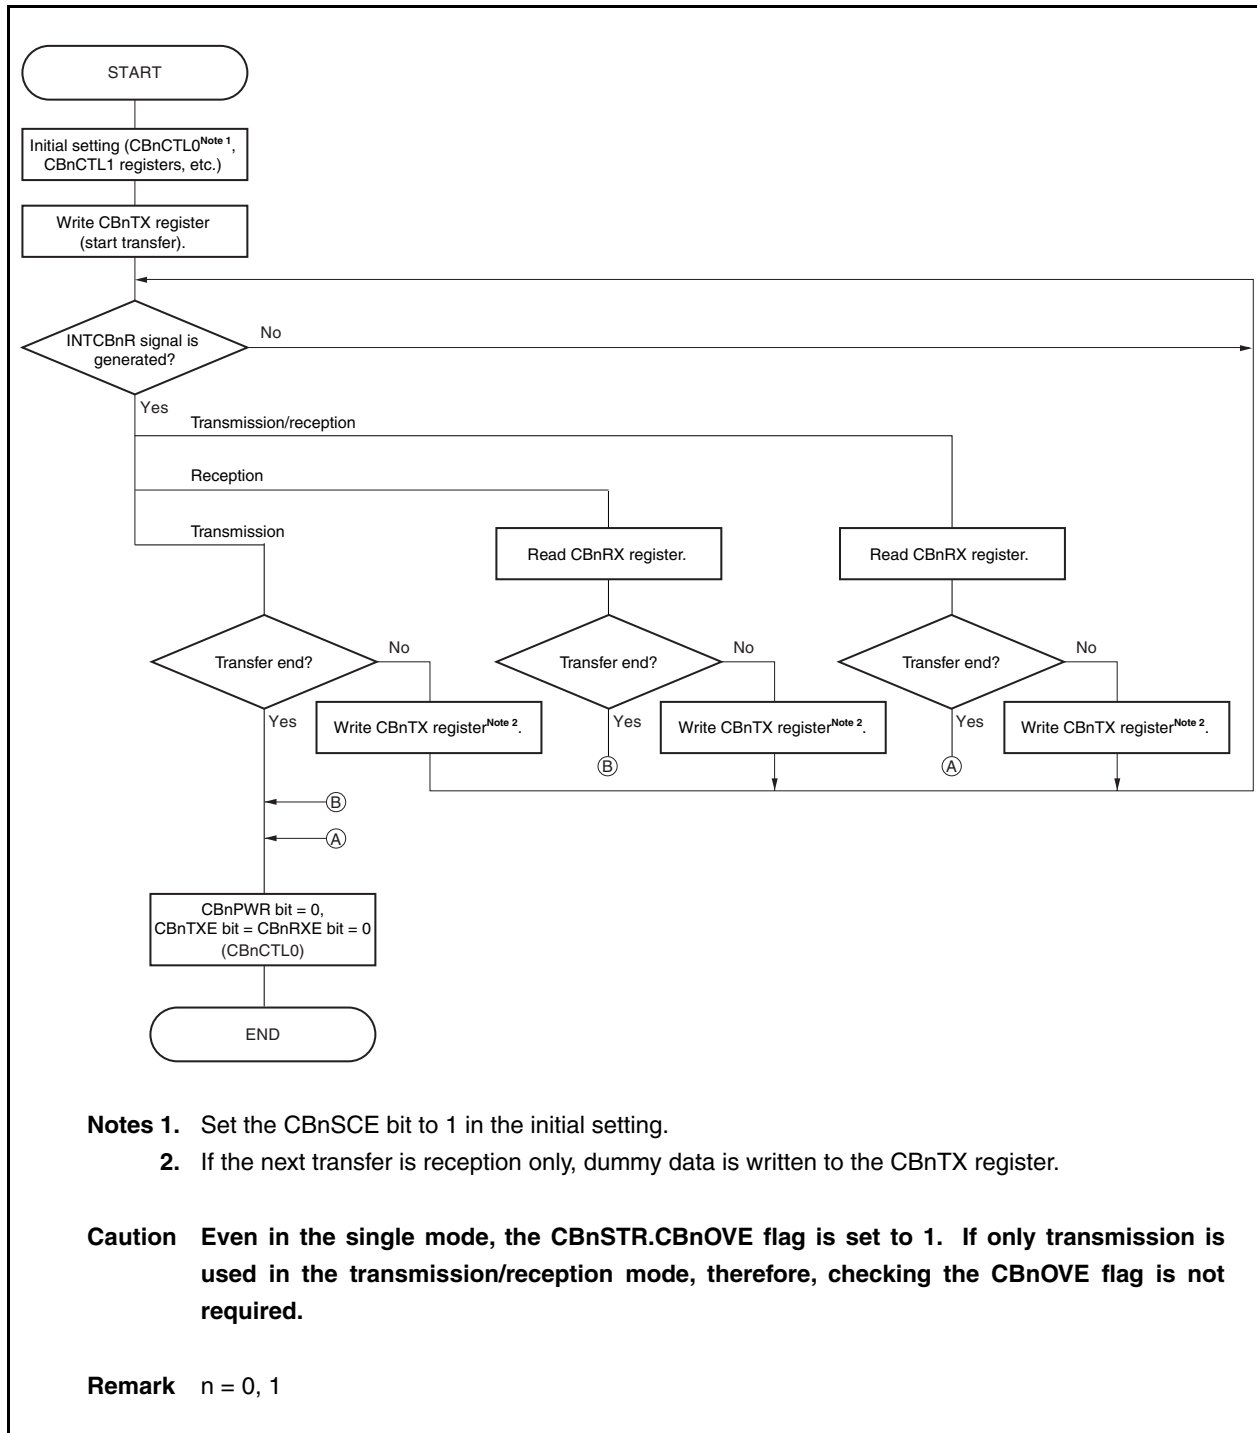 START
Initial setting (CBnCTL0Note 1,
CBnCTL1 registers, etc.)
Write CBnTX register
(start transfer).
INTCBnR signal is
generated?
No
Yes
Transmission/reception
Reception
Transmission
Read CBnRX register.
Read CBnRX register.
Transfer end?
No
Transfer end?
No
Transfer end?
No
Yes
Write CBnTX registerNote 2.
Yes
Write CBnTX registerNote 2.
Yes
Write CBnTX registerNote 2.
B
A
B
A
CBnPWR bit = 0,
CBnTXE bit = CBnRXE bit = 0
(CBnCTL0)
END
Notes 1. Set the CBnSCE bit to 1 in the initial setting.
2. If the next transfer is reception only, dummy data is written to the CBnTX register.
Caution Even in the single mode, the CBnSTR.CBnOVE flag is set to 1. If only transmission is
used in the transmission/reception mode, therefore, checking the CBnOVE flag is not
required.
Remark n = 0, 1